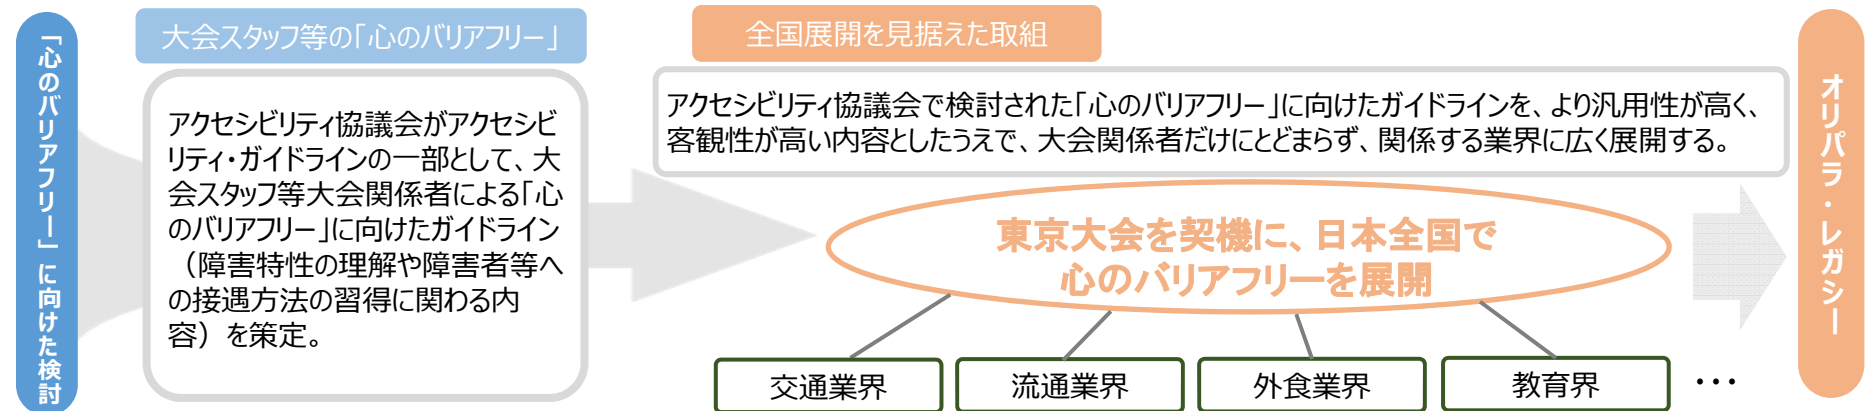 「心のバリアフリー」に向けた検討
大会スタッフ等の「心のバリアフリー」
アクセシビリティ協議会がアクセシビ
リティ・ガイドラインの一部として、大
会スタッフ等大会関係者による「心
のバリアフリー」に向けたガイドライン
（障害特性の理解や障害者等へ
の接遇方法の習得に関わる内
容）を策定。
全国展開を見据えた取組
アクセシビリティ協議会で検討された「心のバリアフリー」に向けたガイドラインを、より汎用性が高く、
客観性が高い内容としたうえで、大会関係者だけにとどまらず、関係する業界に広く展開する。
東京大会を契機に、日本全国で
心のバリアフリーを展開
交通業界
流通業界
外食業界
教育界
・・・
オリパラ・レガシー